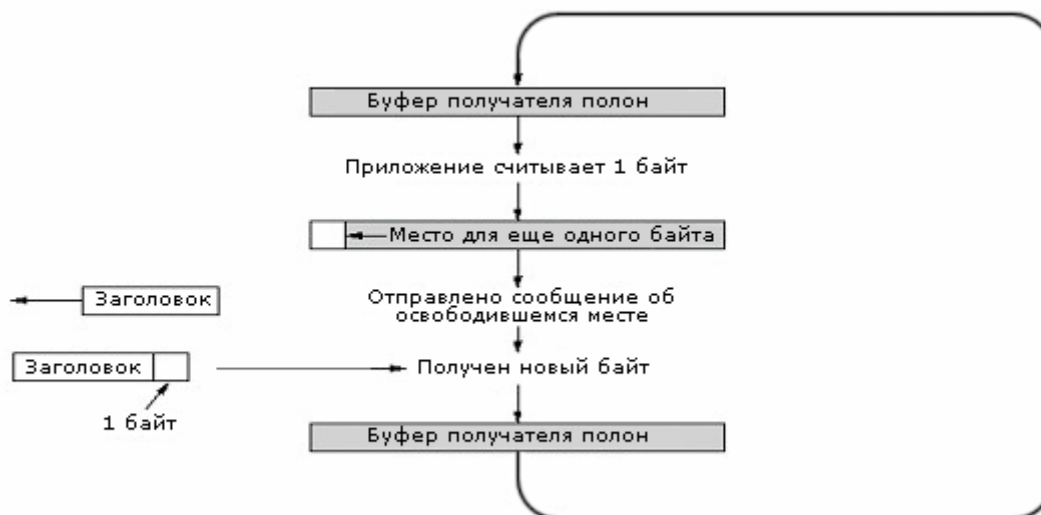 Буфер получателя полон
Приложение считывает 1 байт
Место для еще одного байта
Заголовок
Отправлено сообщение об
освободившемся месте
Заголовок
Получен новый байт
1 байт
Буфер получателя полон